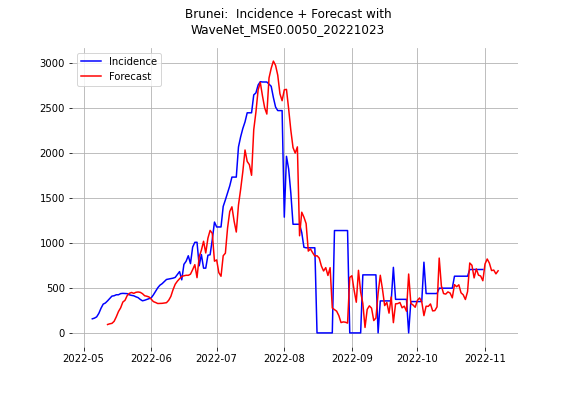 Brunei:  Incidence + Forecast with
WaveNet_MSE0.0050_20221023
Incidence
Forecast
3000
2500
2000
1500
1000
500
0
2022-05 2022-06 2022-07 2022-08 2022-09 2022-10 2022-11